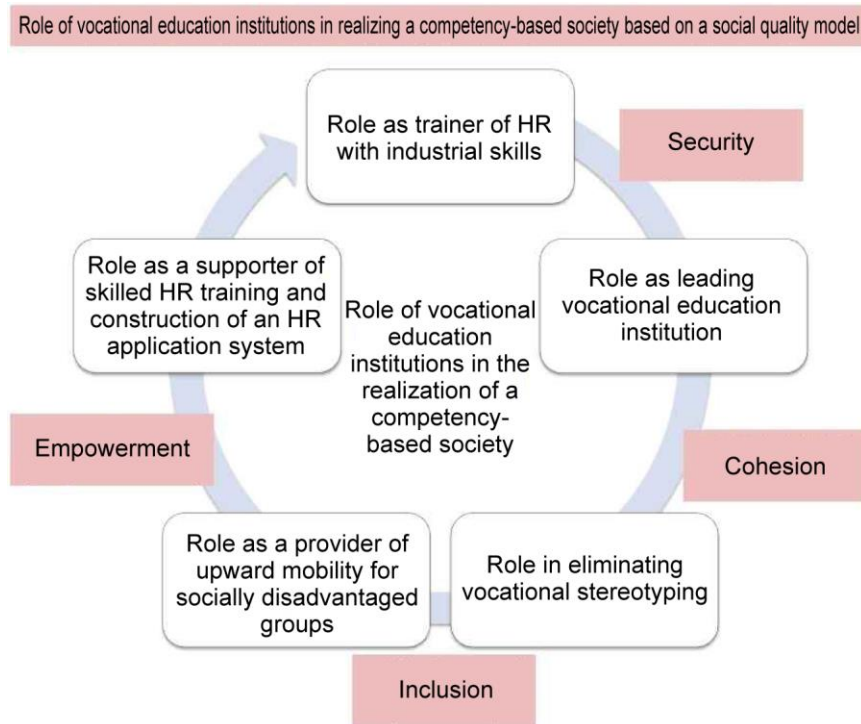 Role of vocational education institutions in realizing a competency-based society based on a social quality model
Role as trainer of HR
with industrial skills
Security
Role as leading
vocational education
institution
Cohesion
Role in eliminating
vocational stereotyping
Inclusion
Role as a provider of
upward mobility for
socially disadvantaged
groups
Empowerment
Role as a supporter of
skilled HR training and
construction of an HR
application system
Role of vocational
education
institutions in the
realization of a
competency-
based society